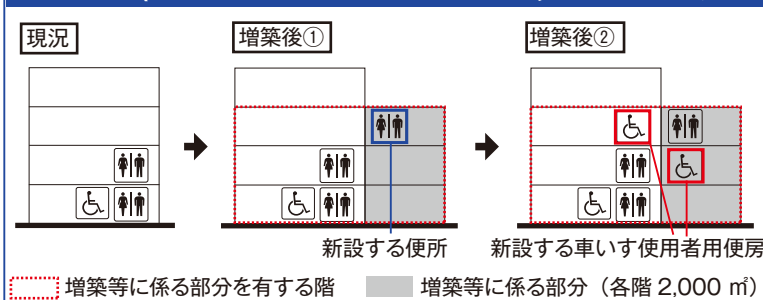 現況
増築後①
増築後②
新設する便所
新設する車いす使用者用便房
増築等に係る部分を有する階
増築等に係る部分（各階 2,000 ㎡）